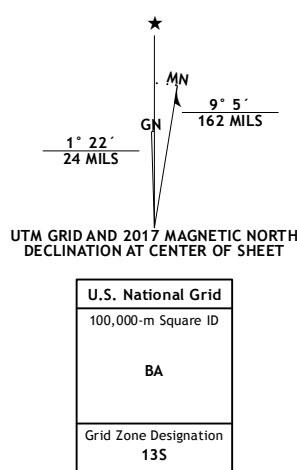 ★
MN
GN
9° 5´
162 MILS
1° 22´
24 MILS
UTM GRID AND 2017 MAGNETIC NORTH
DECLINATION AT CENTER OF SHEET
U.S. National Grid
100,000-m Square ID
BA
Grid Zone Designation
13S